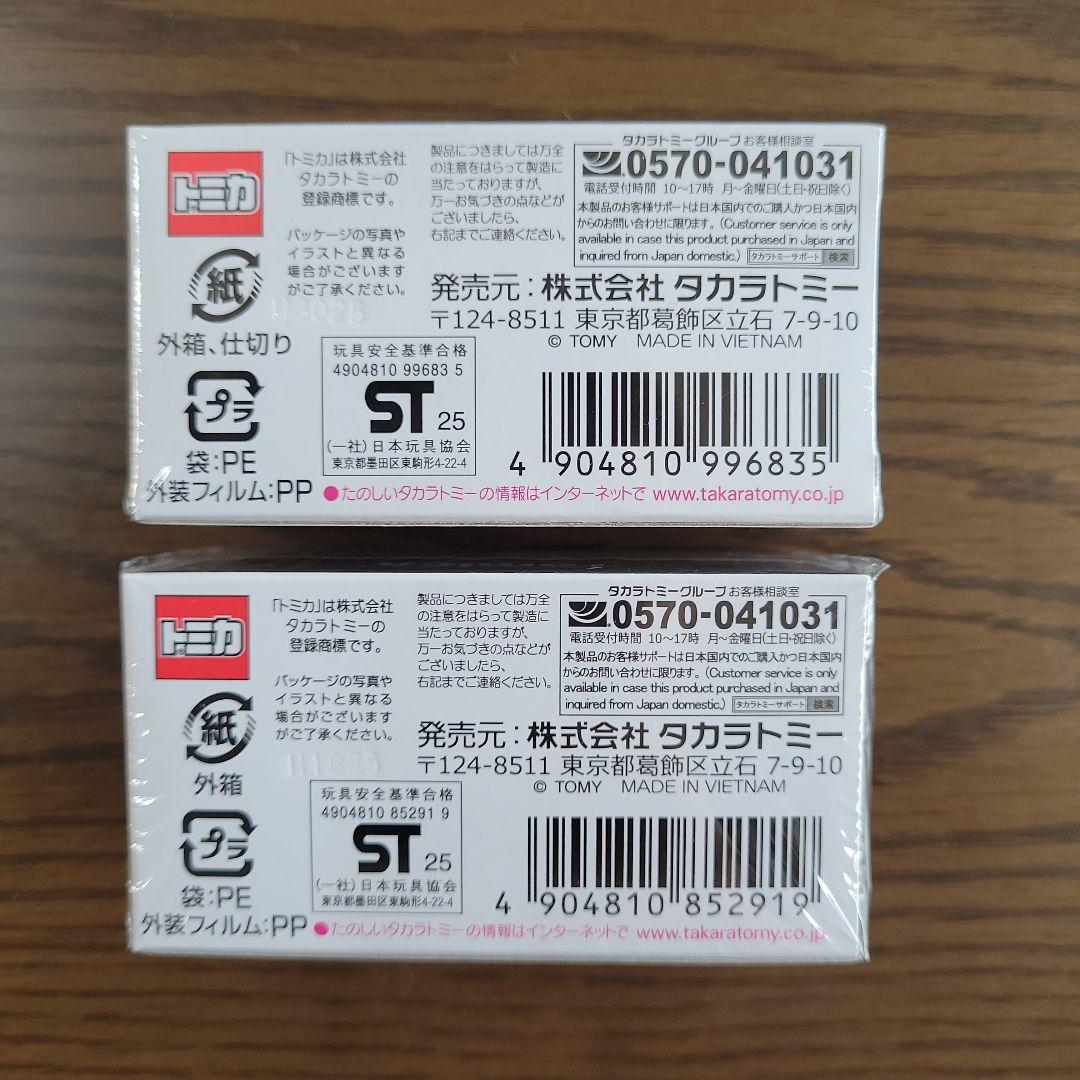 トミカ
「トミカ」は株式会社
タカラトミーの
登録商標です。
パッケージの写真や
イラストと異なる
場合がございます
がご了承ください。
製品につきましては万全
の注意をはらって製造に
当たっておりますが、
万一お気づきの点などが
ございましたら、
右記までご連絡ください。
タカラトミーグループ お客様相談室
0570-041031
電話受付時間 10～17時 月～金曜日(土日・祝日除く)
本製品のお客様サポートは日本国内でのご購入かつ日本国内
からのお問い合わせに限ります。(Customer service is only
available in case this product purchased in Japan and
inquired from Japan domestic.) タカラトミーサポート 検索
紙
外箱、仕切り
プラ
袋:PE
外装フィルム:PP
発売元:株式会社 タカラトミー
〒124-8511 東京都葛飾区立石 7-9-10
© TOMY MADE IN VIETNAM
玩具安全基準合格
4904810 99683 5
ST 25
(一社)日本玩具協会
東京都墨田区東駒形4-22-4
4 904810 996835
●たのしいタカラトミーの情報はインターネットで www.takaratomy.co.jp
トミカ
「トミカ」は株式会社
タカラトミーの
登録商標です。
パッケージの写真や
イラストと異なる
場合がございます
がご了承ください。
製品につきましては万全
の注意をはらって製造に
当たっておりますが、
万一お気づきの点などが
ございましたら、
右記までご連絡ください。
タカラトミーグループ お客様相談室
0570-041031
電話受付時間 10～17時 月～金曜日(土日・祝日除く)
本製品のお客様サポートは日本国内でのご購入かつ日本国内
からのお問い合わせに限ります。(Customer service is only
available in case this product purchased in Japan and
inquired from Japan domestic.) タカラトミーサポート 検索
紙
外箱
プラ
袋:PE
外装フィルム:PP
発売元:株式会社 タカラトミー
〒124-8511 東京都葛飾区立石 7-9-10
© TOMY MADE IN VIETNAM
玩具安全基準合格
4904810 85291 9
ST 25
(一社)日本玩具協会
東京都墨田区東駒形4-22-4
4 904810 852919
●たのしいタカラトミーの情報はインターネットで www.takaratomy.co.jp